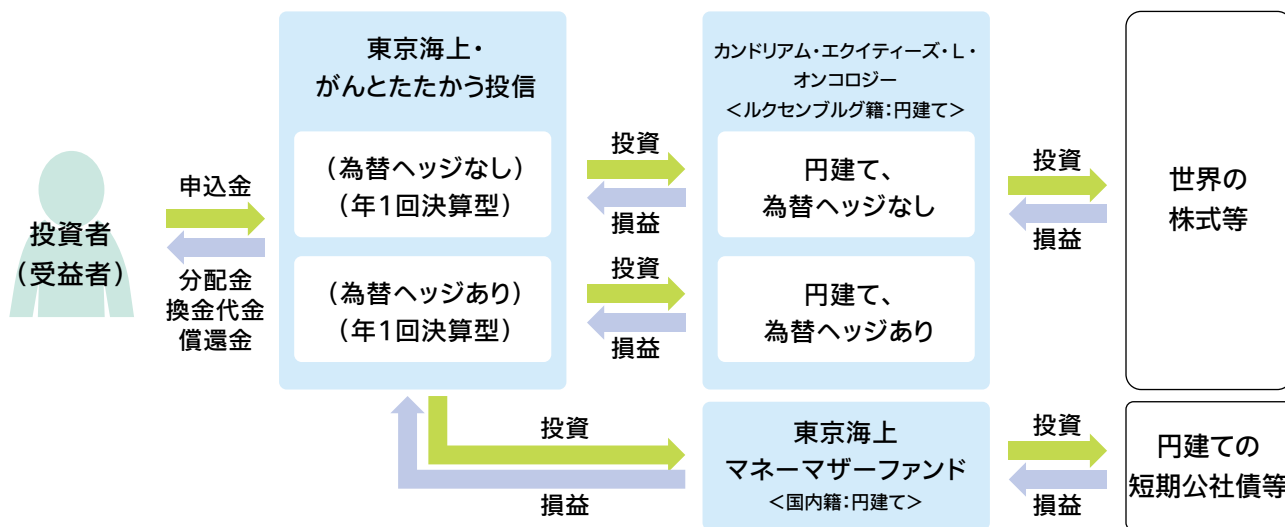 投資者
(受益者)
申込金
分配金
換金代金
償還金
東京海上・
がんとたたかう投信
(為替ヘッジなし)
(年1回決算型)
(為替ヘッジあり)
(年1回決算型)
投資
損益
投資
損益
カンドリアム・エクイティーズ・L・
オンコロジー
<ルクセンブルグ籍:円建て>
円建て、
為替ヘッジなし
円建て、
為替ヘッジあり
投資
損益
世界の
株式等
投資
損益
東京海上
マネーマザーファンド
<国内籍:円建て>
投資
損益
円建ての
短期公社債等